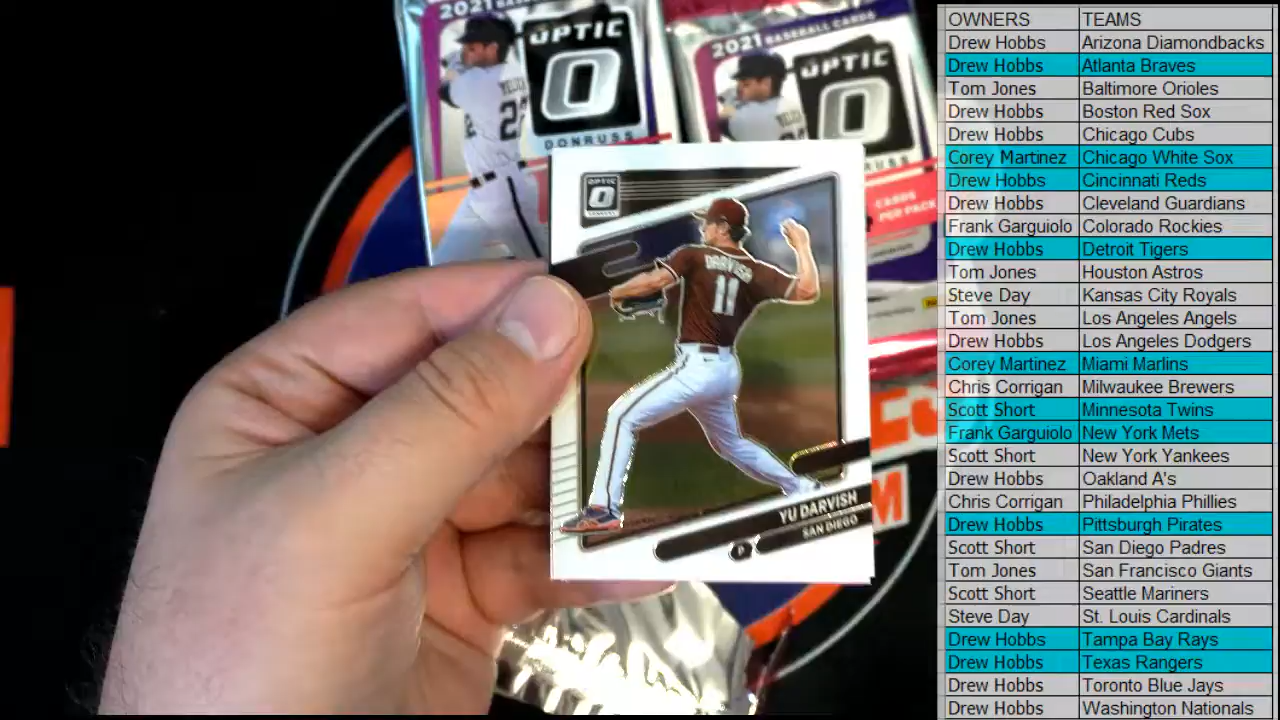 2021 BASEBALL CARDS
OPTIC
DONRUSS
2021 BASEBALL CARDS
OPTIC
CARDS
PER PACK
OPTIC
DARVISH
11
YU DARVISH
SAN DIEGO
P
OWNERS TEAMS
Drew Hobbs Arizona Diamondbacks
Drew Hobbs Atlanta Braves
Tom Jones Baltimore Orioles
Drew Hobbs Boston Red Sox
Drew Hobbs Chicago Cubs
Corey Martinez Chicago White Sox
Drew Hobbs Cincinnati Reds
Drew Hobbs Cleveland Guardians
Frank Garguiolo Colorado Rockies
Drew Hobbs Detroit Tigers
Tom Jones Houston Astros
Steve Day Kansas City Royals
Tom Jones Los Angeles Angels
Drew Hobbs Los Angeles Dodgers
Corey Martinez Miami Marlins
Chris Corrigan Milwaukee Brewers
Scott Short Minnesota Twins
Frank Garguiolo New York Mets
Scott Short New York Yankees
Drew Hobbs Oakland A's
Chris Corrigan Philadelphia Phillies
Drew Hobbs Pittsburgh Pirates
Scott Short San Diego Padres
Tom Jones San Francisco Giants
Scott Short Seattle Mariners
Steve Day St. Louis Cardinals
Drew Hobbs Tampa Bay Rays
Drew Hobbs Texas Rangers
Drew Hobbs Toronto Blue Jays
Drew Hobbs Washington Nationals